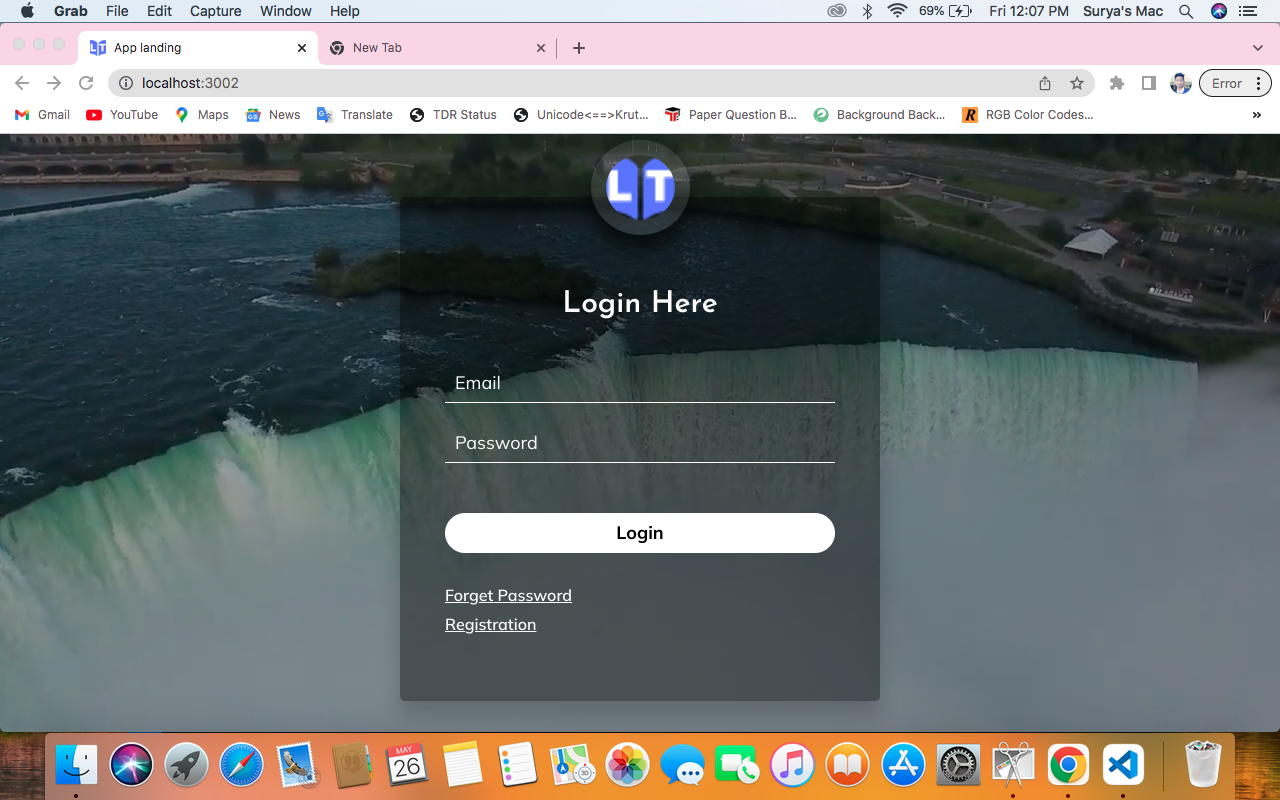 Grab File Edit Capture Window Help 69% Fri 12:07 PM Surya's Mac
LT App landing New Tab
localhost:3002 Error
Gmail YouTube Maps News Translate TDR Status Unicode<==>Krut... Paper Question B... Background Back... RGB Color Codes... »
LT
Login Here
Email
Password
Login
Forget Password
Registration
MAY
26
3D